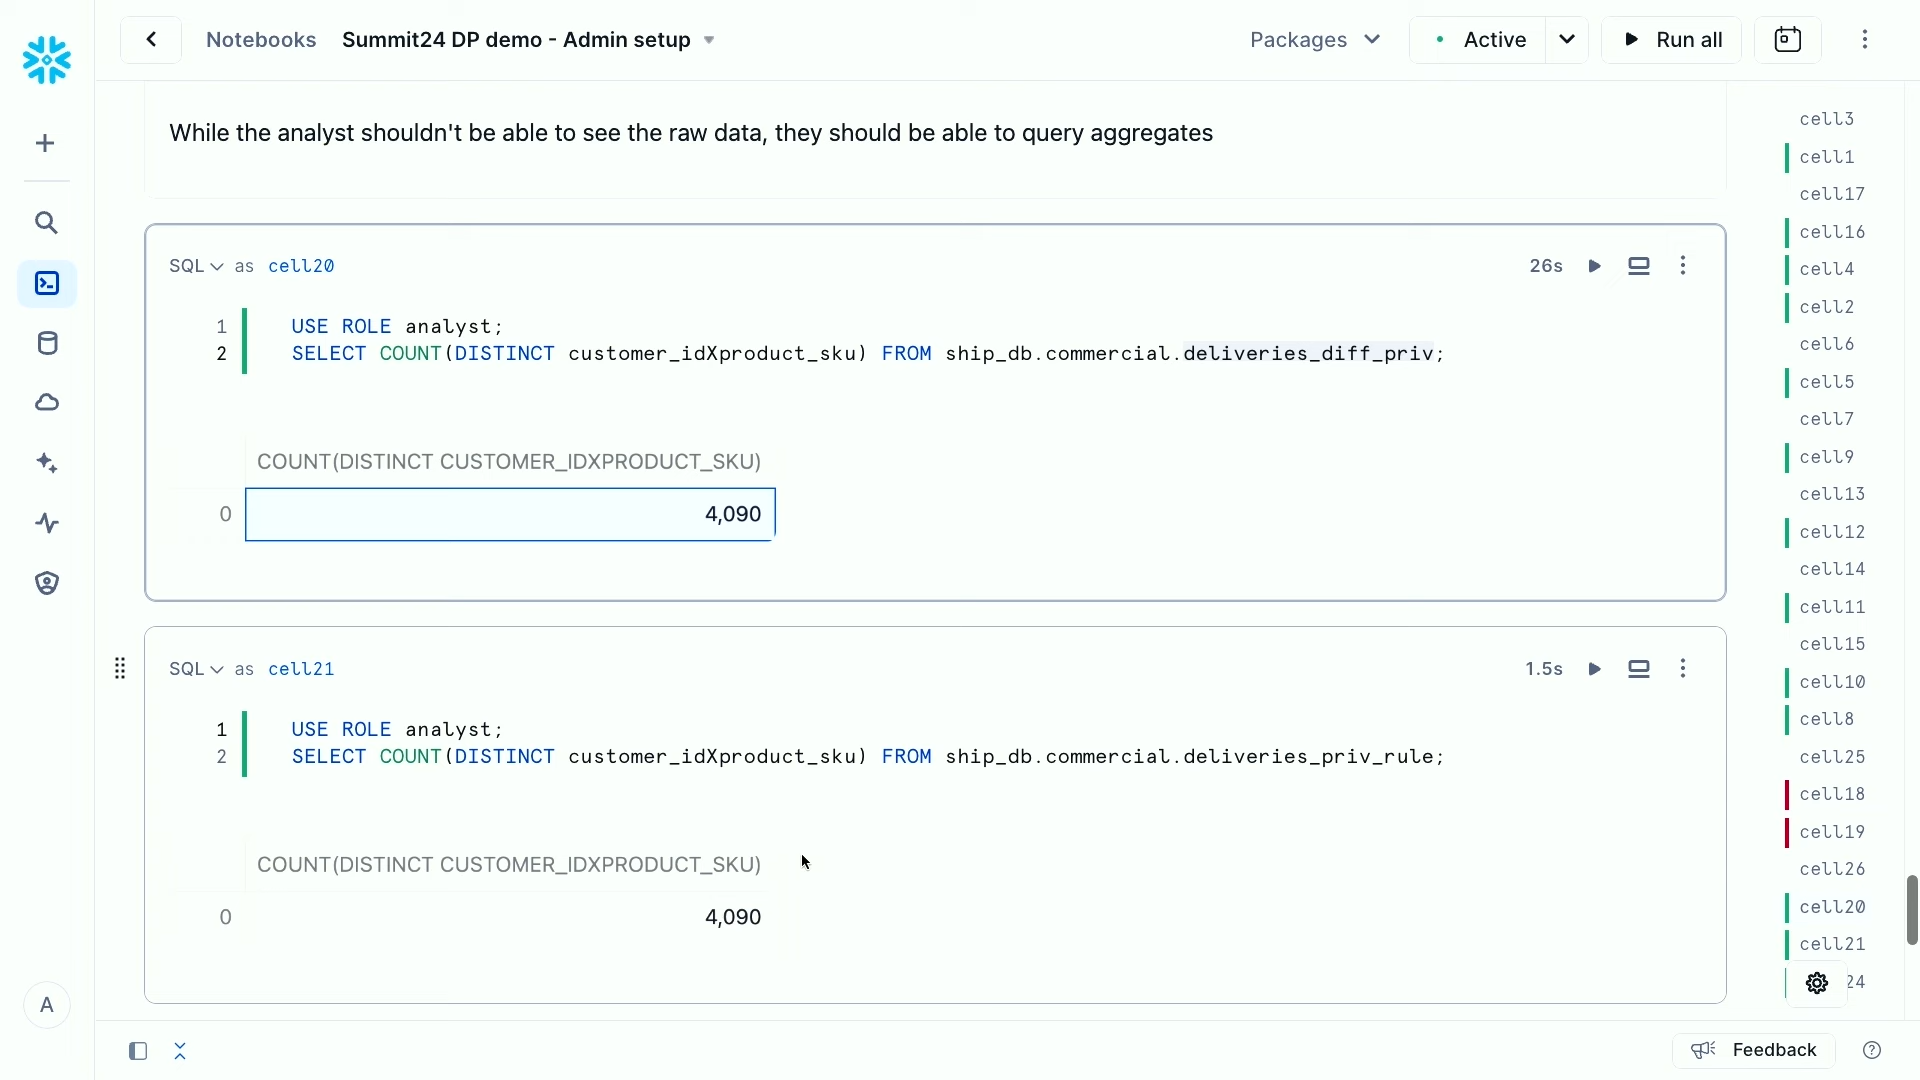 Notebooks
Summit24 DP demo - Admin setup
Packages
Active
Run all
While the analyst shouldn't be able to see the raw data, they should be able to query aggregates
SQL as cell20
26s
1 USE ROLE analyst;
2 SELECT COUNT(DISTINCT customer_idXproduct_sku) FROM ship_db.commercial.deliveries_diff_priv;
COUNT(DISTINCT CUSTOMER_IDXPRODUCT_SKU)
0 4,090
SQL as cell21
1.5s
1 USE ROLE analyst;
2 SELECT COUNT(DISTINCT customer_idXproduct_sku) FROM ship_db.commercial.deliveries_priv_rule;
COUNT(DISTINCT CUSTOMER_IDXPRODUCT_SKU)
0 4,090
cell3
cell1
cell17
cell16
cell4
cell2
cell6
cell5
cell7
cell9
cell13
cell12
cell14
cell11
cell15
cell10
cell8
cell25
cell18
cell19
cell26
cell20
cell21
24
A
Feedback
?